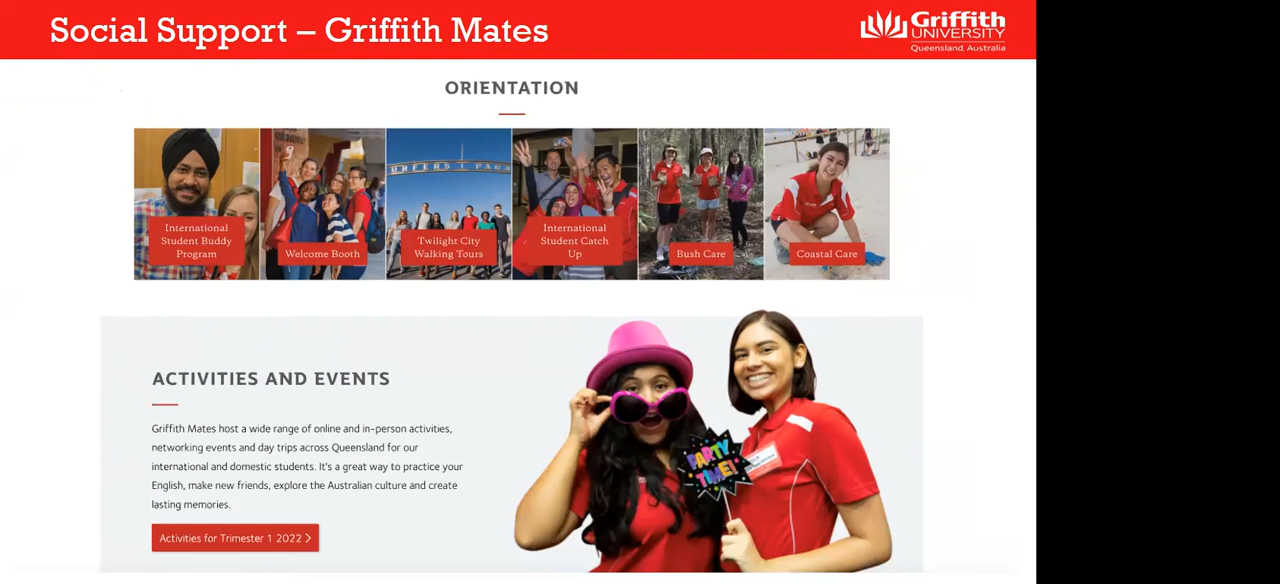 Social Support – Griffith Mates
Griffith
UNIVERSITY
Queensland, Australia
ORIENTATION
International
Student Buddy
Program
Welcome Booth
Twilight City
Walking Tours
International
Student Catch
Up
Bush Care
Coastal Care
ACTIVITIES AND EVENTS
Griffith Mates host a wide range of online and in-person activities,
networking events and day trips across Queensland for our
international and domestic students. It's a great way to practice your
English, make new friends, explore the Australian culture and create
lasting memories.
Activities for Trimester 1 2022 >
PARTY
TIME!